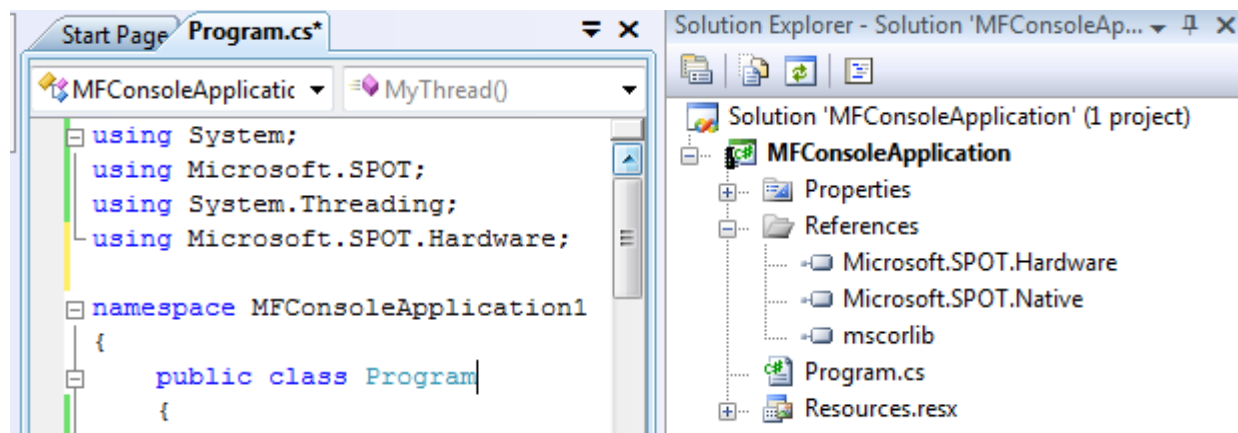 Start Page Program.cs*
MFConsoleApplicatic MyThread()
using System;
using Microsoft.SPOT;
using System.Threading;
using Microsoft.SPOT.Hardware;
namespace MFConsoleApplication1
{
public class Program
{
Solution Explorer - Solution 'MFConsoleAp...
Solution 'MFConsoleApplication' (1 project)
MFConsoleApplication
Properties
References
Microsoft.SPOT.Hardware
Microsoft.SPOT.Native
mscorlib
Program.cs
Resources.resx